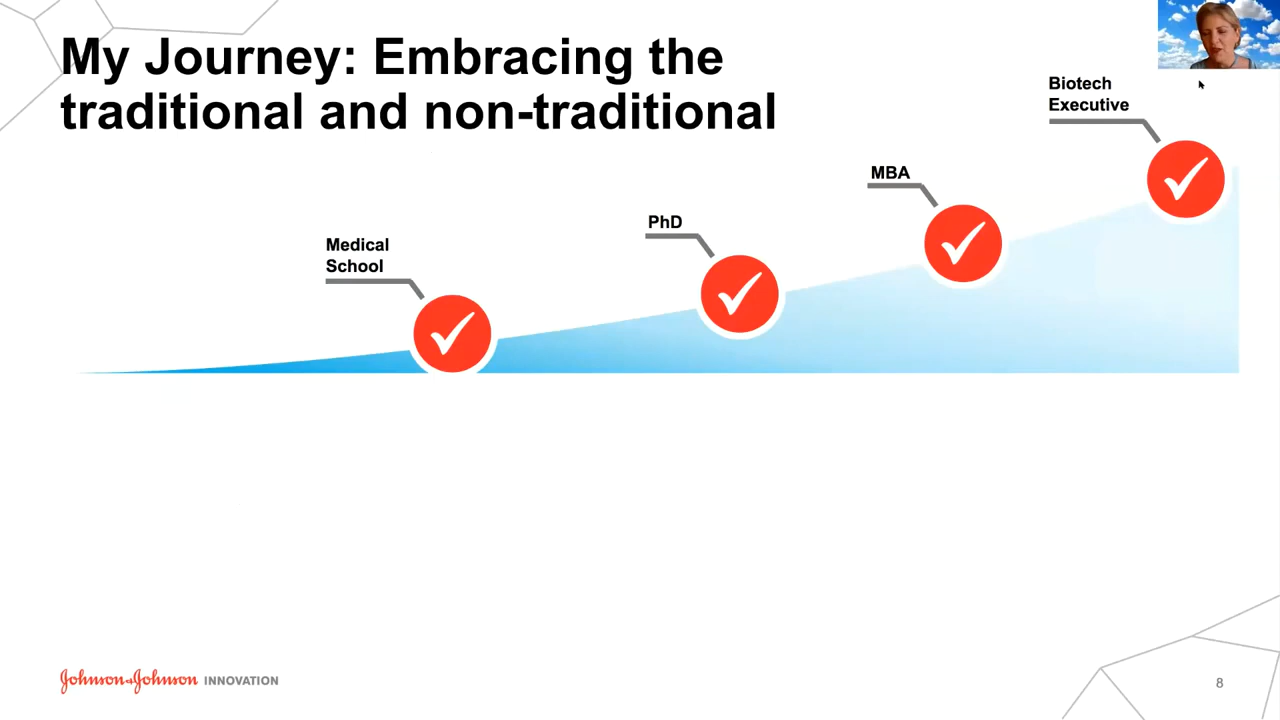 My Journey: Embracing the
traditional and non-traditional
Medical
School
PhD
MBA
Biotech
Executive
Johnson&Johnson INNOVATION
8